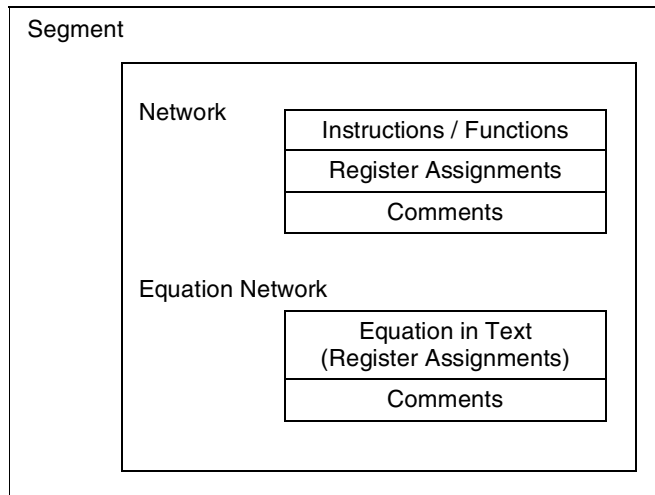 Segment
Network
Instructions / Functions
Register Assignments
Comments
Equation Network
Equation in Text
(Register Assignments)
Comments